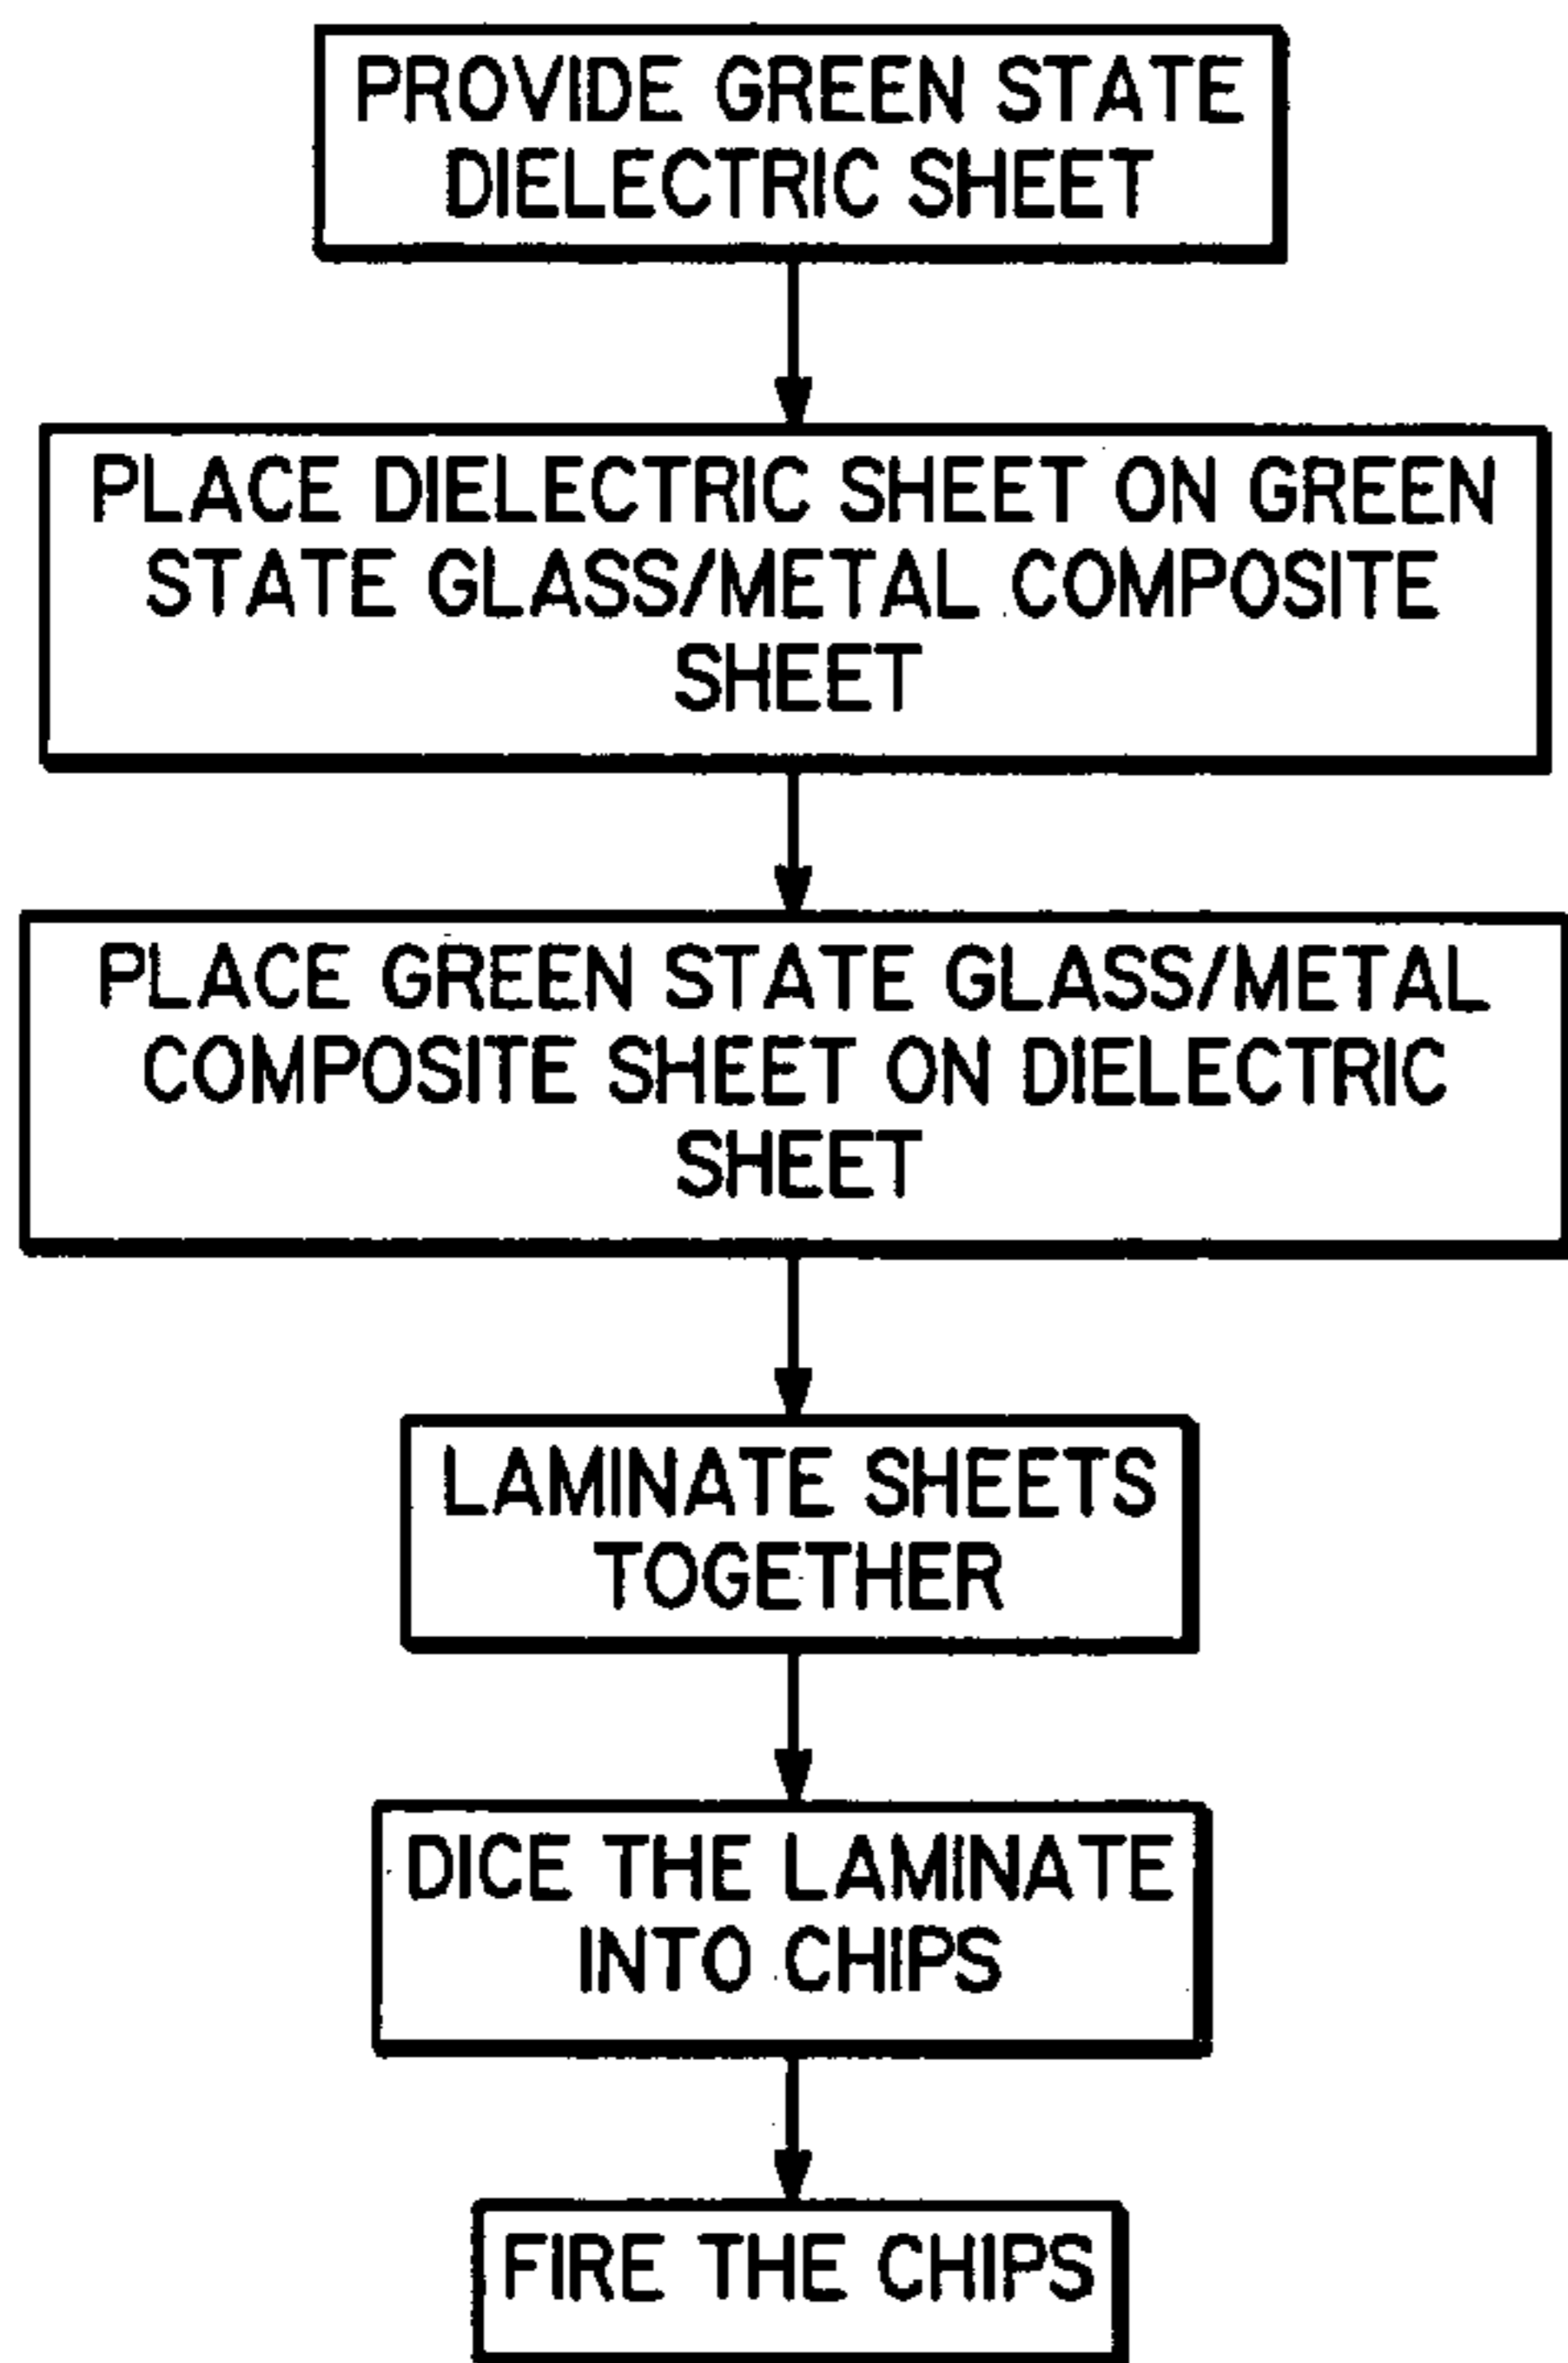 PROVIDE GREEN STATE
DIELECTRIC SHEET
PLACE DIELECTRIC SHEET ON GREEN
STATE GLASS/METAL COMPOSITE
SHEET
PLACE GREEN STATE GLASS/METAL
COMPOSITE SHEET ON DIELECTRIC
SHEET
LAMINATE SHEETS
TOGETHER
DICE THE LAMINATE
INTO CHIPS
FIRE THE CHIPS